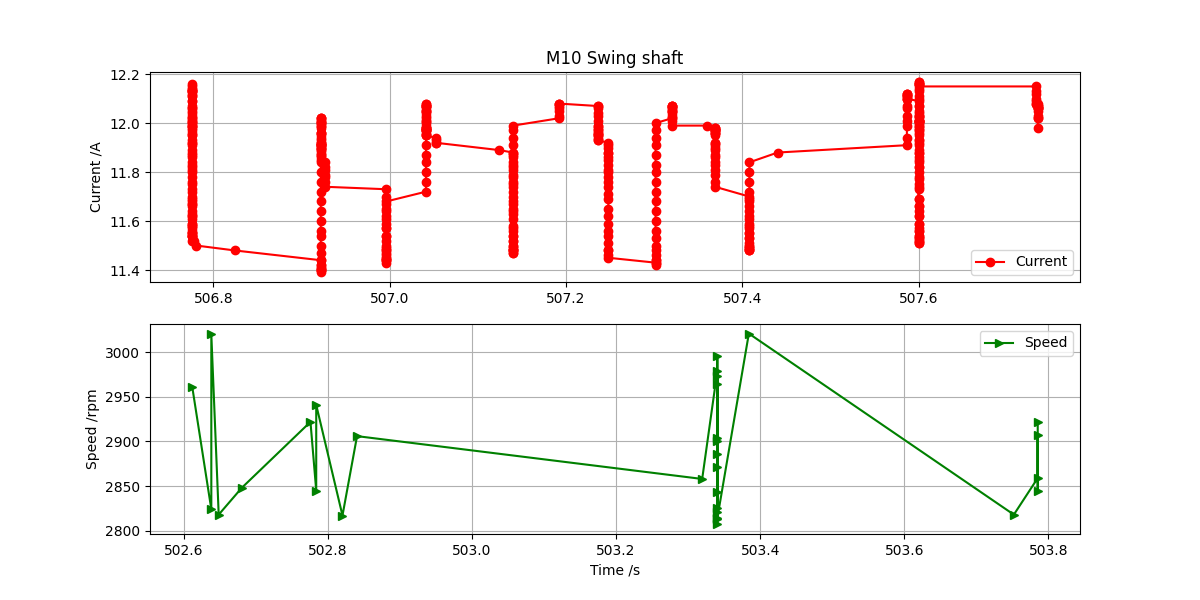 M10 Swing shaft
Current /A
12.2
12.0
11.8
11.6
11.4
506.8 507.0 507.2 507.4 507.6
Current
Speed /rpm
3000
2950
2900
2850
2800
502.6 502.8 503.0 503.2 503.4 503.6 503.8
Speed
Time /s